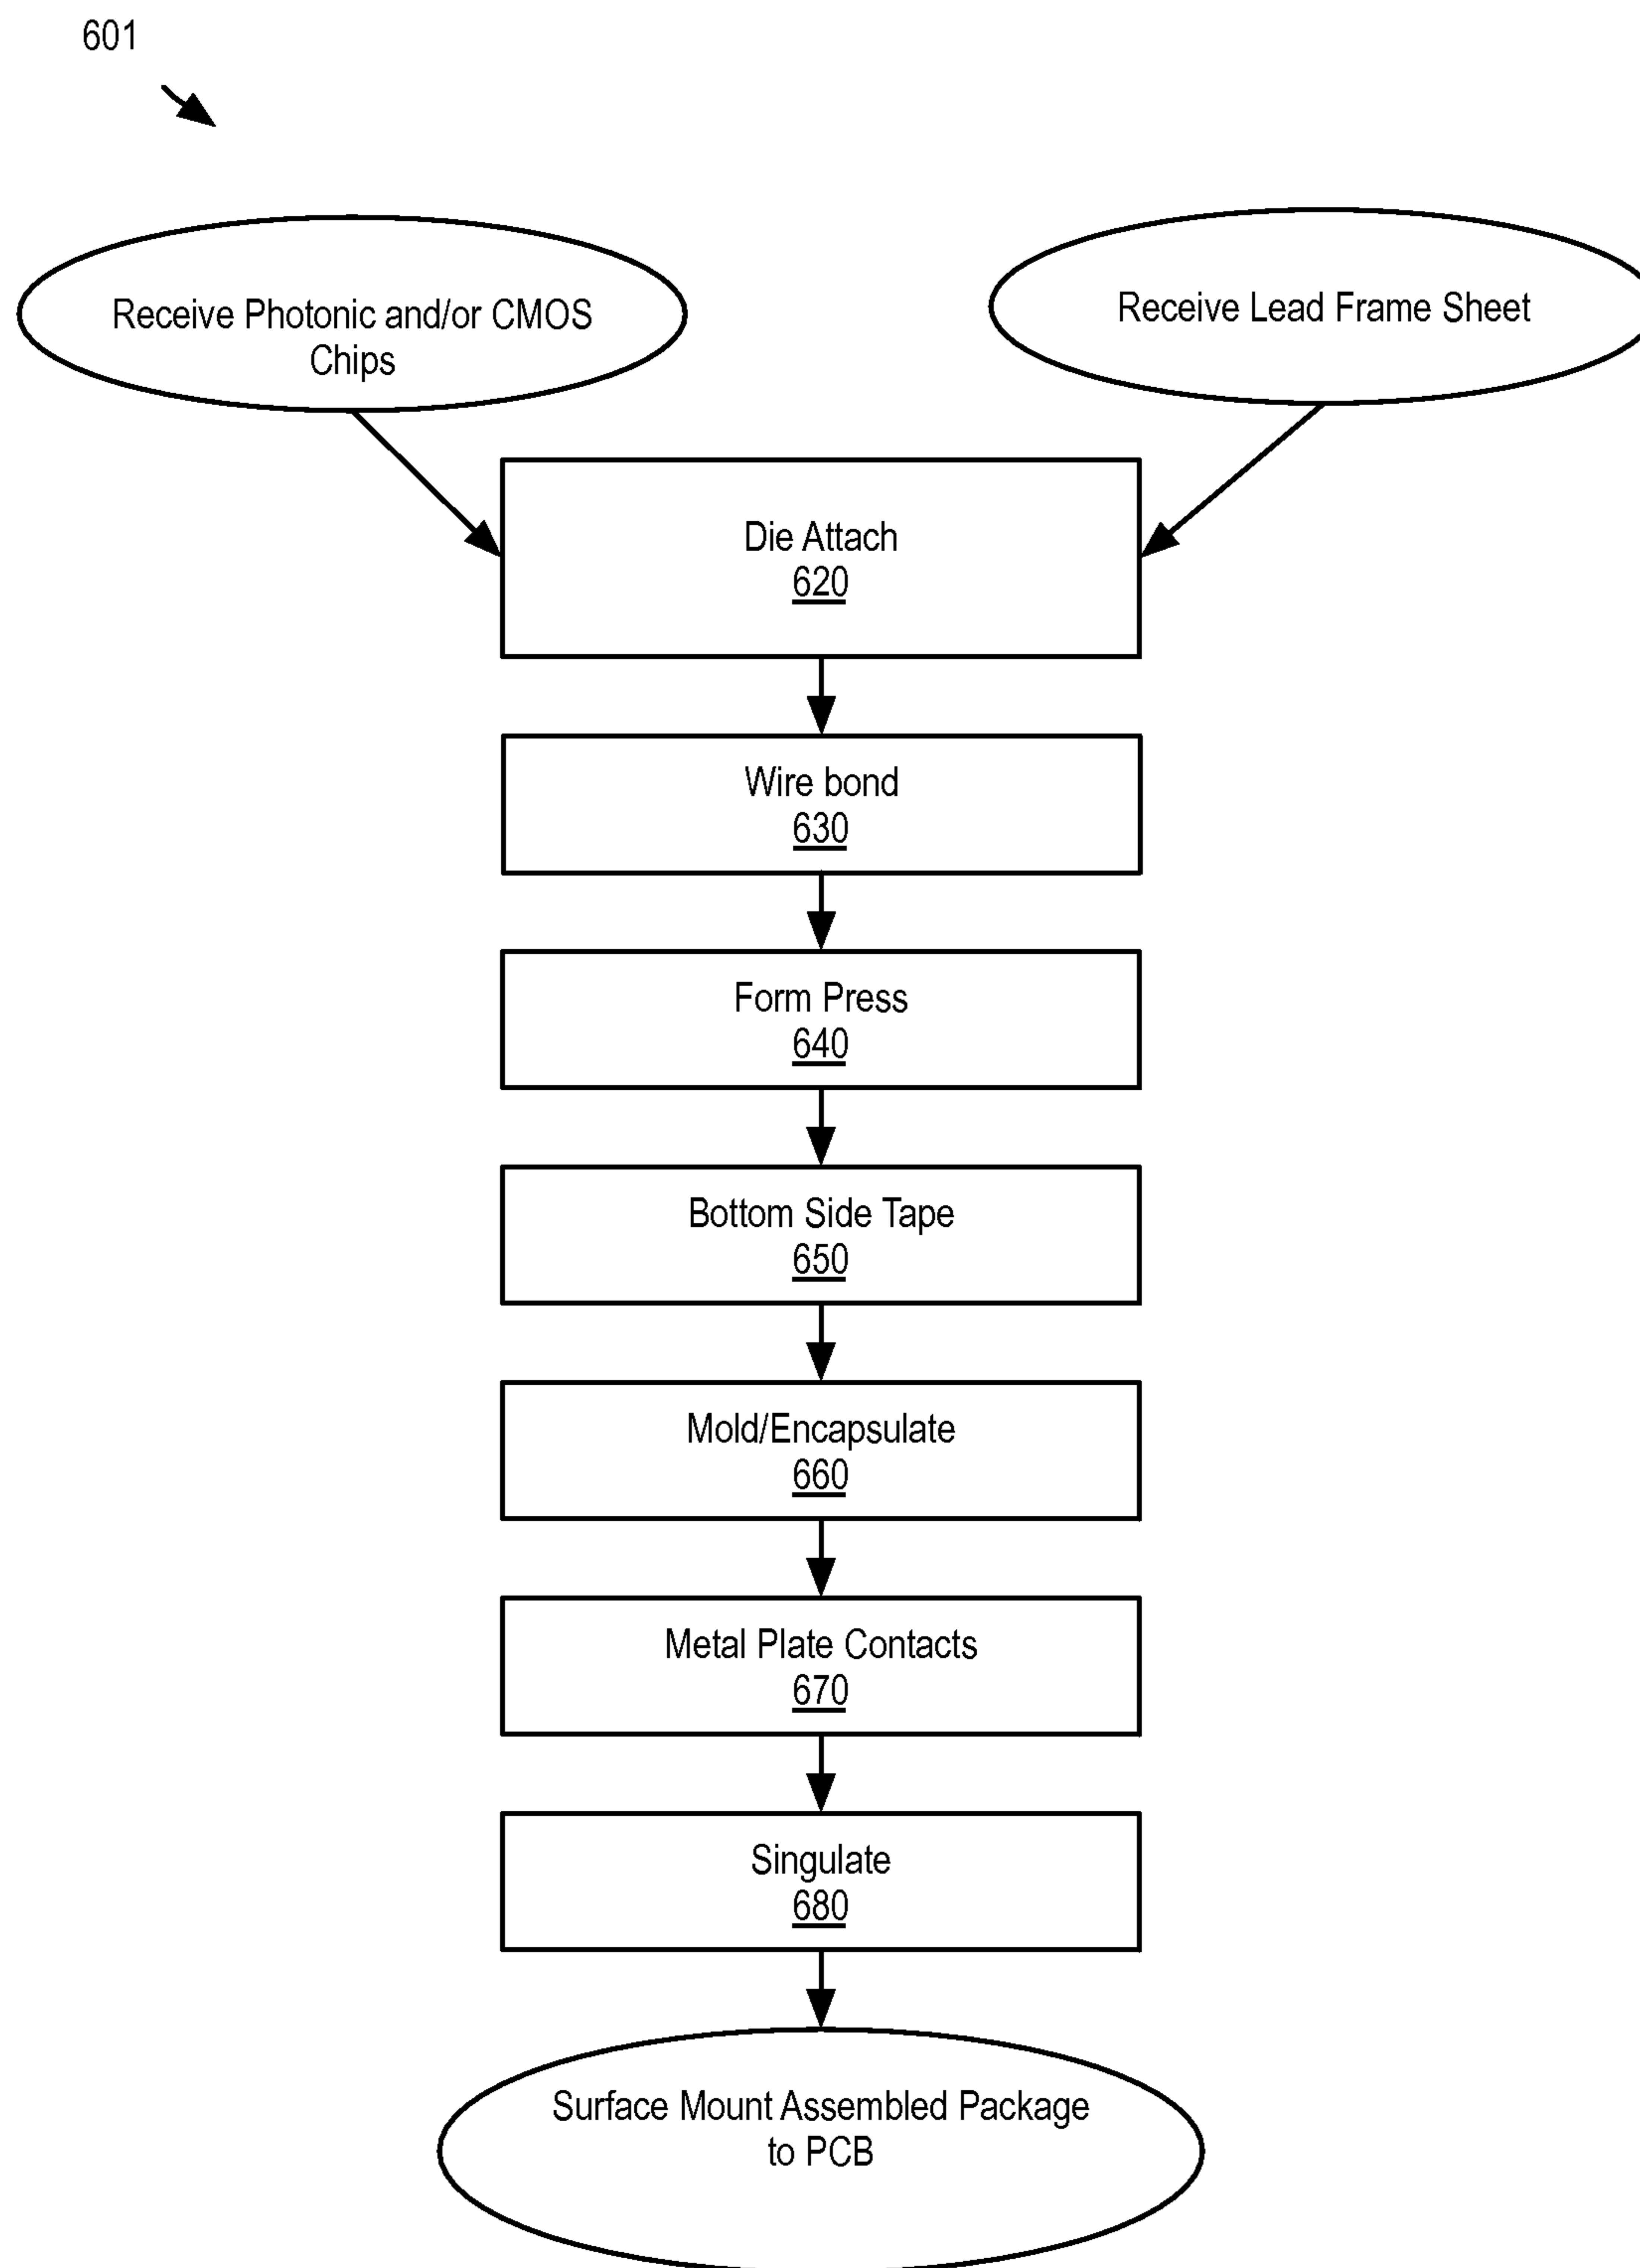 601
Receive Photonic and/or CMOS
Chips
Receive Lead Frame Sheet
Die Attach
620
Wire bond
630
Form Press
640
Bottom Side Tape
650
Mold/Encapsulate
660
Metal Plate Contacts
670
Singulate
680
Surface Mount Assembled Package
to PCB